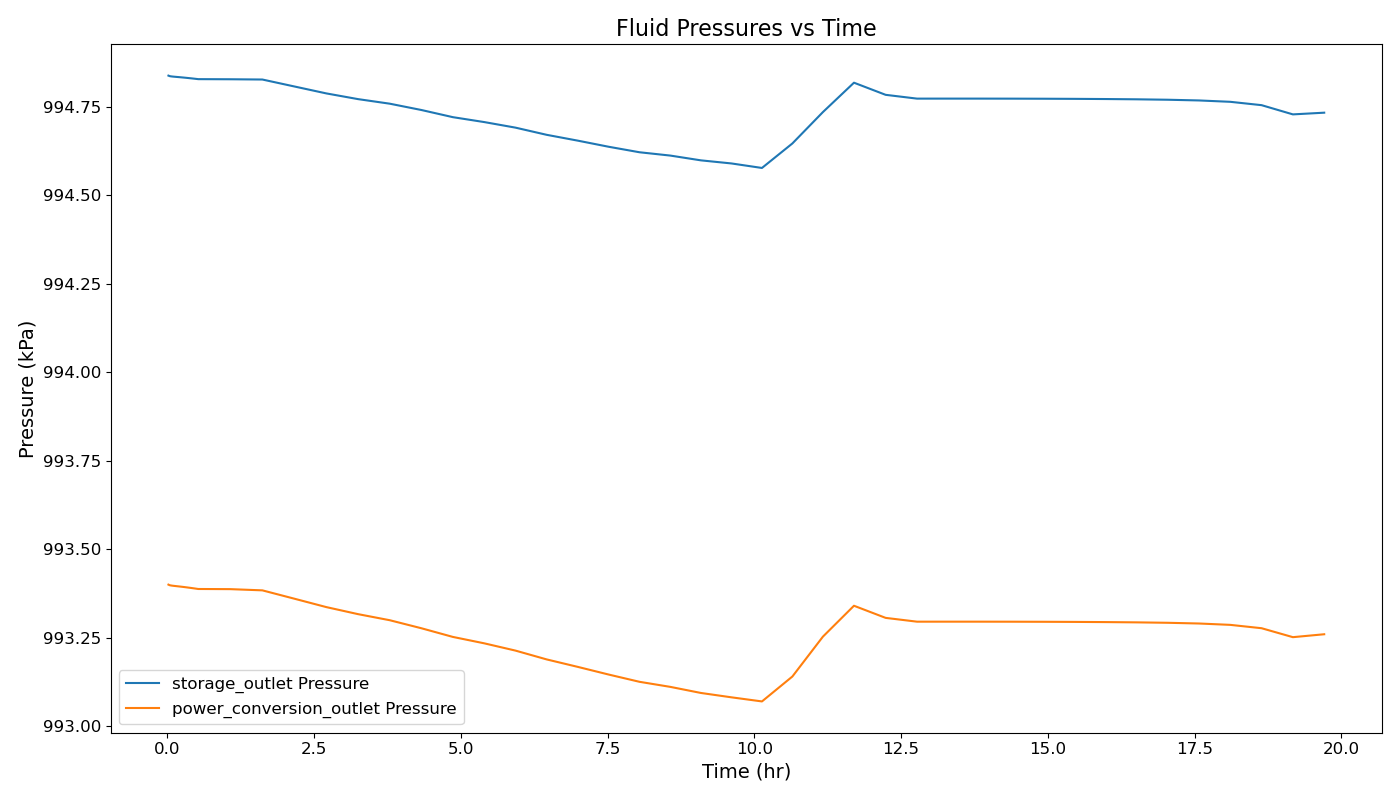 Fluid Pressures vs Time
Pressure (kPa)
994.75
994.50
994.25
994.00
993.75
993.50
993.25
993.00
storage_outlet Pressure
power_conversion_outlet Pressure
0.0 2.5 5.0 7.5 10.0 12.5 15.0 17.5 20.0
Time (hr)